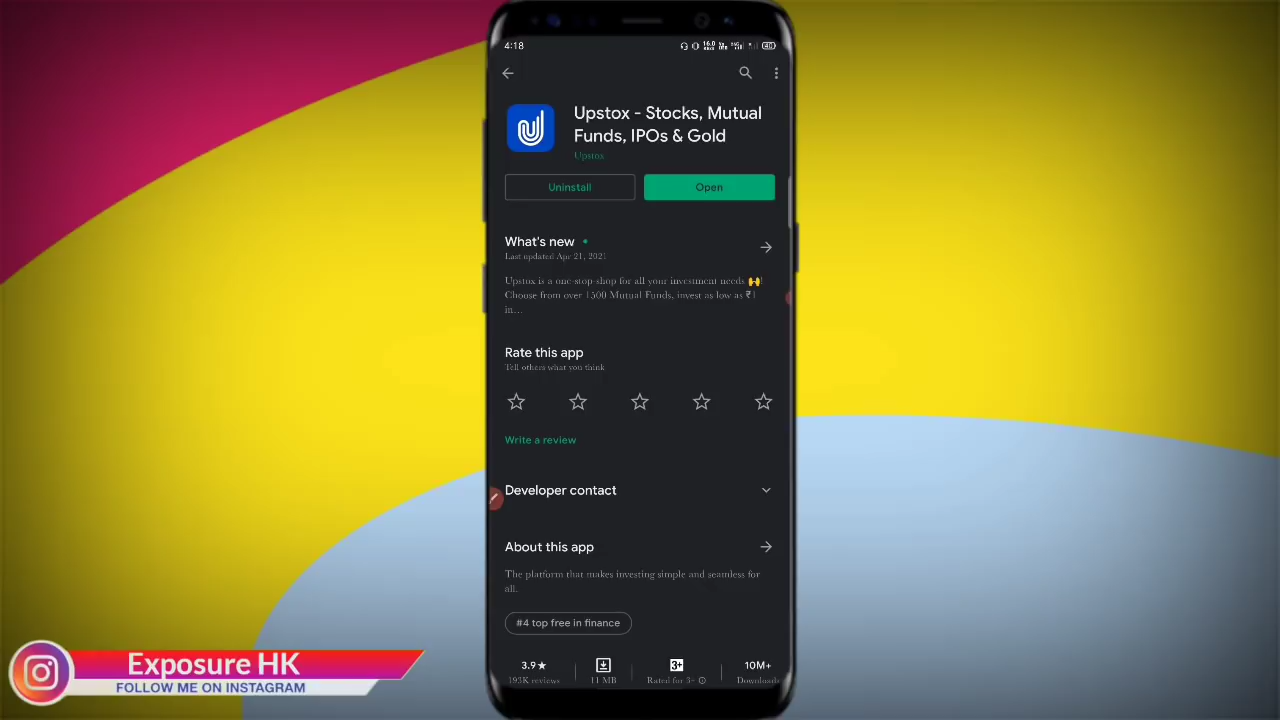 4:18
16.0
Upstox - Stocks, Mutual
Funds, IPOs & Gold
Upstox
Uninstall
Open
What's new
Last updated Apr 21, 2021
Upstox is a one-stop-shop for all your investment needs 🙌!
Choose from over 1500 Mutual Funds, invest as low as ₹1
in...
Rate this app
Tell others what you think
Write a review
Developer contact
About this app
The platform that makes investing simple and seamless for
all.
#4 top free in finance
3.9★
3+
10M+
193K reviews
11 MB
Rated for 3+
Downloads
Exposure HK
FOLLOW ME ON INSTAGRAM